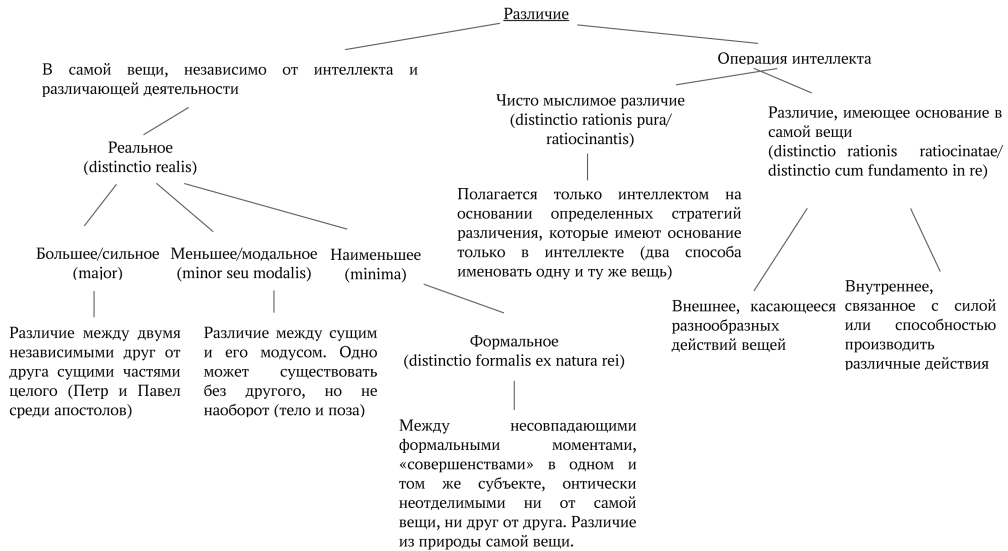 Различие
В самой вещи, независимо от интеллекта и
различающей деятельности
Операция интеллекта
Чисто мыслимое различие
(distinctio rationis pura/
ratiocinantis)
Различие, имеющее основание в
самой вещи
(distinctio rationis ratiocinatae/
distinctio cum fundamento in re)
Реальное
(distinctio realis)
Полагается только интеллектом на
основании определенных стратегий
различения, которые имеют основание
только в интеллекте (два способа
именовать одну и ту же вещь)
Большее/сильное
(major)
Меньшее/модальное
(minor seu modalis)
Наименьшее
(minima)
Внешнее, касающееся
разнообразных
действий вещей
Внутреннее,
связанное с силой
или способностью
производить
различные действия
Различие между двумя
независимыми друг от
друга сущими частями
целого (Петр и Павел
среди апостолов)
Различие между сущим
и его модусом. Одно
может существовать
без другого, но не
наоборот (тело и поза)
Формальное
(distinctio formalis ex natura rei)
Между несовпадающими
формальными моментами,
«совершенствами» в одном и
том же субъекте, онтически
неотделимыми ни от самой
вещи, ни друг от друга. Различие
из природы самой вещи.